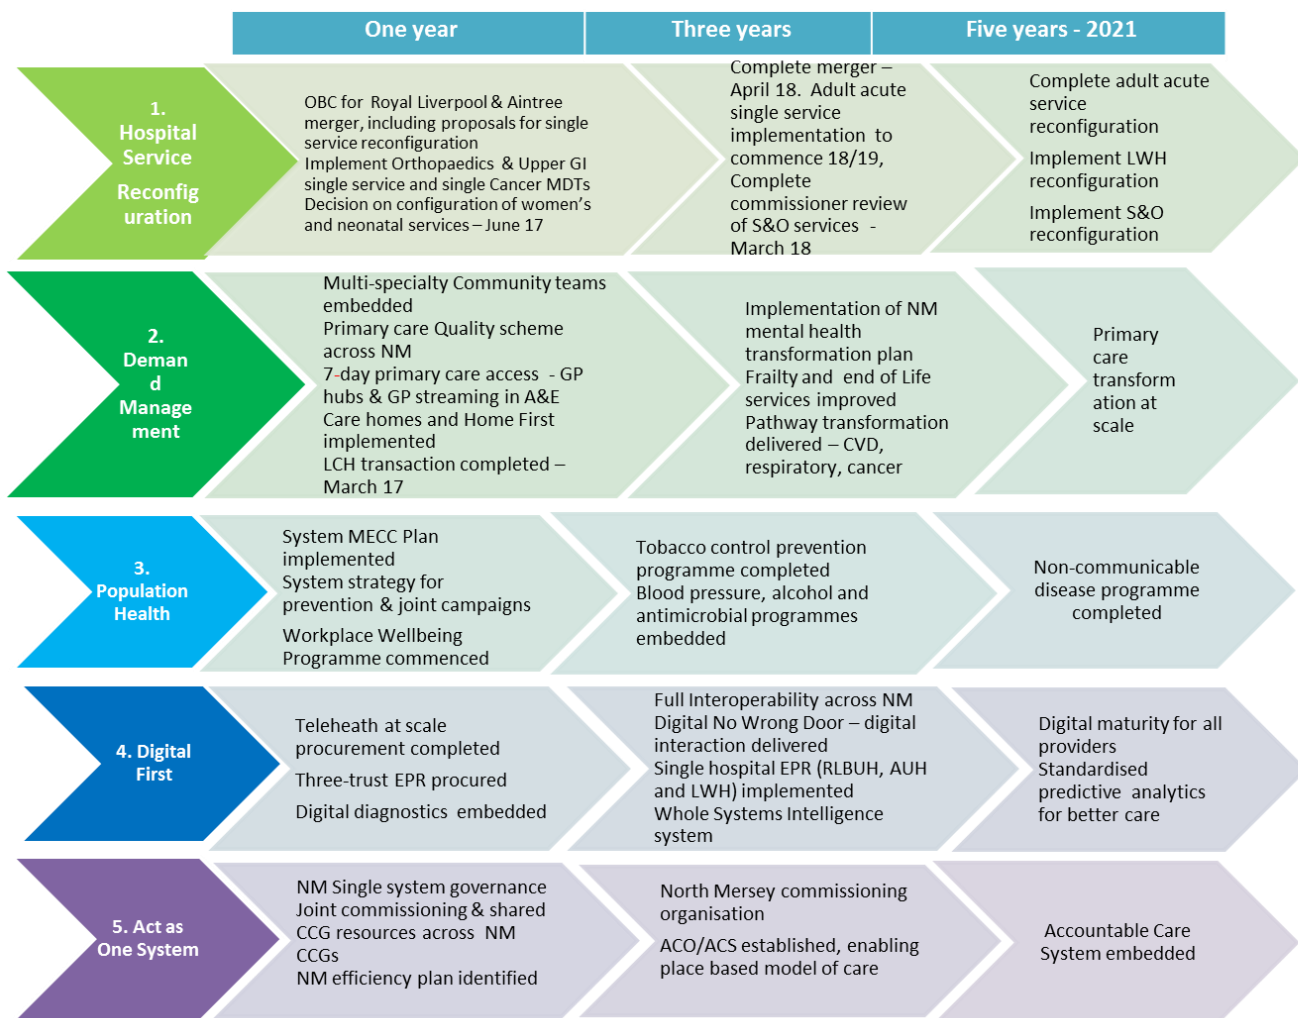 One year
Three years
Five years - 2021
1.
Hospital
Service
Reconfig
uration
OBC for Royal Liverpool & Aintree
merger, including proposals for single
service reconfiguration
Implement Orthopaedics & Upper GI
single service and single Cancer MDTs
Decision on configuration of women's
and neonatal services – June 17
Complete merger –
April 18. Adult acute
single service
implementation to
commence 18/19,
Complete
commissioner review
of S&O services -
March 18
Complete adult acute
service
reconfiguration
Implement LWH
reconfiguration
Implement S&O
reconfiguration
2.
Deman
d
Manage
ment
Multi-specialty Community teams
embedded
Primary care Quality scheme
across NM
7-day primary care access - GP
hubs & GP streaming in A&E
Care homes and Home First
implemented
LCH transaction completed –
March 17
Implementation of NM
mental health
transformation plan
Frailty and end of Life
services improved
Pathway transformation
delivered – CVD,
respiratory, cancer
Primary
care
transform
ation at
scale
3.
Population
Health
System MECC Plan
implemented
System strategy for
prevention & joint campaigns
Workplace Wellbeing
Programme commenced
Tobacco control prevention
programme completed
Blood pressure, alcohol and
antimicrobial programmes
embedded
Non-communicable
disease programme
completed
4. Digital
First
Teleheath at scale
procurement completed
Three-trust EPR procured
Digital diagnostics embedded
Full Interoperability across NM
Digital No Wrong Door – digital
interaction delivered
Single hospital EPR (RLBUH, AUH
and LWH) implemented
Whole Systems Intelligence
system
Digital maturity for all
providers
Standardised
predictive analytics
for better care
5. Act as
One System
NM Single system governance
Joint commissioning & shared
CCG resources across NM
CCGs
NM efficiency plan identified
North Mersey commissioning
organisation
ACO/ACS established, enabling
place based model of care
Accountable Care
System embedded